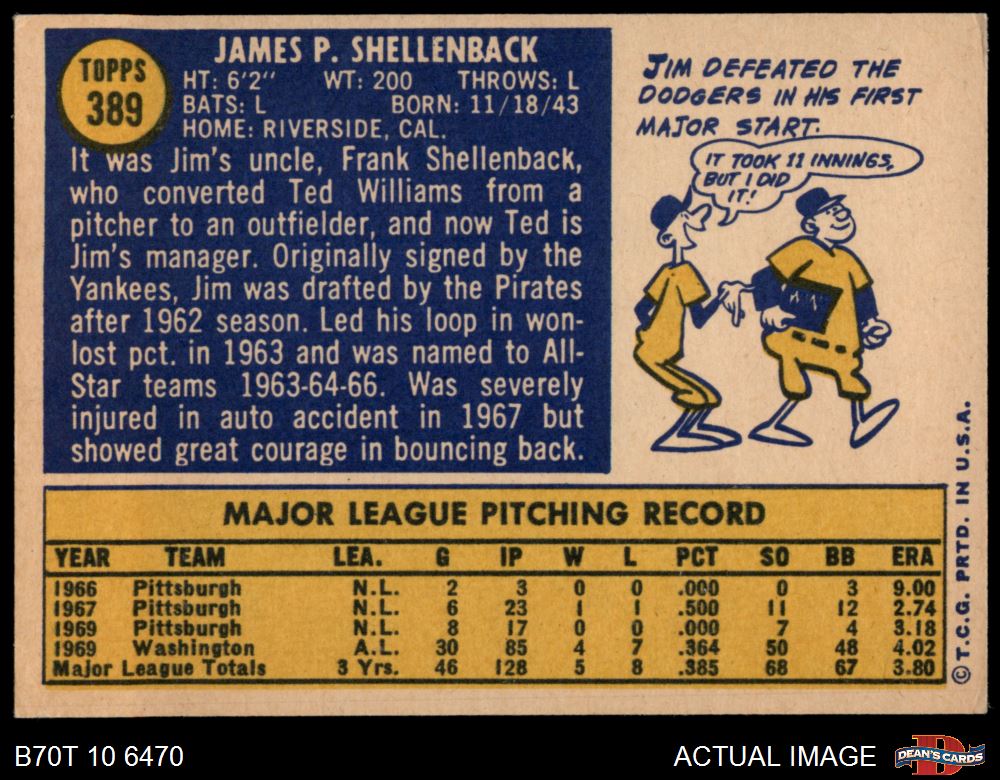 TOPPS
389
JAMES P. SHELLENBACK
HT: 6'2" WT: 200 THROWS: L
BATS: L BORN: 11/18/43
HOME: RIVERSIDE, CAL.
It was Jim's uncle, Frank Shellenback,
who converted Ted Williams from a
pitcher to an outfielder, and now Ted is
Jim's manager. Originally signed by the
Yankees, Jim was drafted by the Pirates
after 1962 season. Led his loop in won-
lost pct. in 1963 and was named to All-
Star teams 1963-64-66. Was severely
injured in auto accident in 1967 but
showed great courage in bouncing back.
JIM DEFEATED THE
DODGERS IN HIS FIRST
MAJOR START.
IT TOOK 11 INNINGS,
BUT I DID
IT!
MAJOR LEAGUE PITCHING RECORD
YEAR TEAM LEA. G IP W L PCT SO BB ERA
1966 Pittsburgh N.L. 2 3 0 0 .000 0 3 9.00
1967 Pittsburgh N.L. 6 23 1 1 .500 11 12 2.74
1969 Pittsburgh N.L. 8 17 0 0 .000 7 4 3.18
1969 Washington A.L. 30 85 4 7 .364 50 48 4.02
Major League Totals 3 Yrs. 46 128 5 8 .385 68 67 3.80
© T.C.G. PRTD. IN U.S.A.
B70T 10 6470
ACTUAL IMAGE
D
DEAN'S CARDS